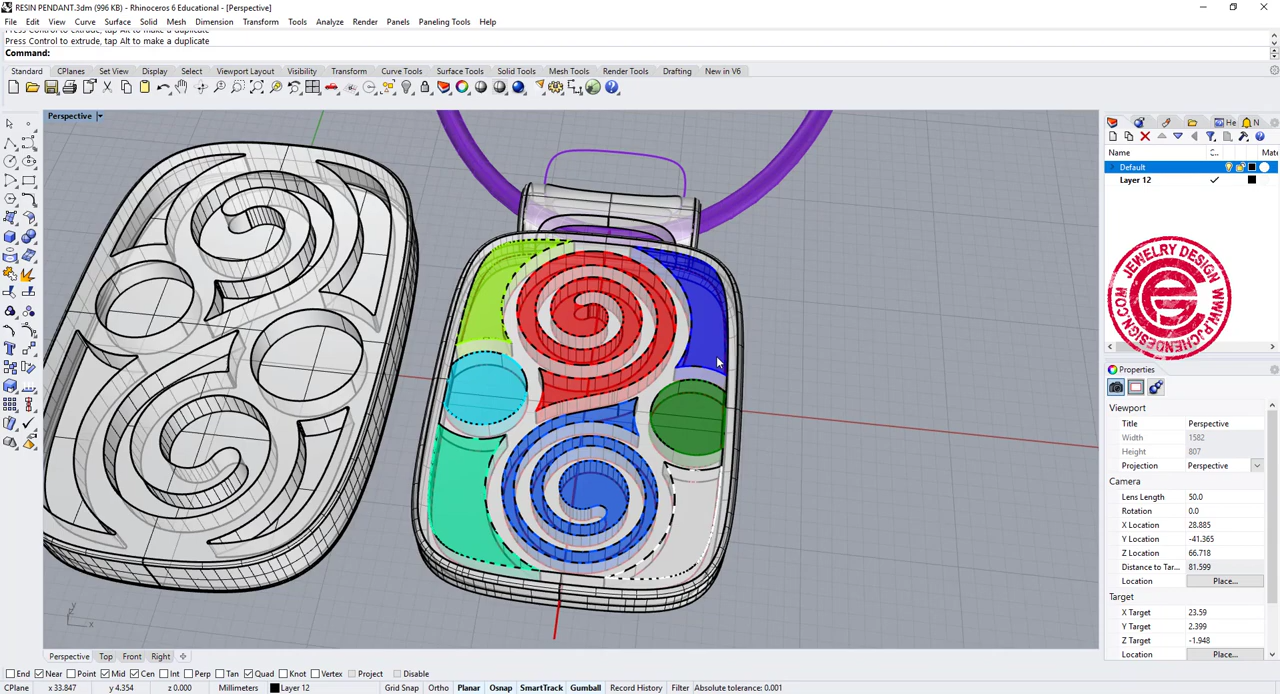 RESIN PENDANT.3dm (996 KB) - Rhinoceros 6 Educational - [Perspective]
File Edit View Curve Surface Solid Mesh Dimension Transform Tools Analyze Render Panels Paneling Tools Help
Press Control to extrude, tap Alt to make a duplicate
Press Control to extrude, tap Alt to make a duplicate
Command:
Standard CPlanes Set View Display Select Viewport Layout Visibility Transform Curve Tools Surface Tools Solid Tools Mesh Tools Render Tools Drafting New in V6
Perspective
He N
Name C... Mate
Default
Layer 12
JEWELRY DESIGN WWW.PJCHENDESIGN.COM
Properties
Viewport
Title Perspective
Width 1582
Height 807
Projection Perspective
Camera
Lens Length 50.0
Rotation 0.0
X Location 28.885
Y Location -41.365
Z Location 66.718
Distance to Tar... 81.599
Location Place...
Target
X Target 23.59
Y Target 2.399
Z Target -1.948
Location Place...
y
x
Perspective Top Front Right
End Near Point Mid Cen Int Perp Tan Quad Knot Vertex Project Disable
CPlane x 33.847 y 4.354 z 0.000 Millimeters Layer 12 Grid Snap Ortho Planar Osnap SmartTrack Gumball Record History Filter Absolute tolerance: 0.001